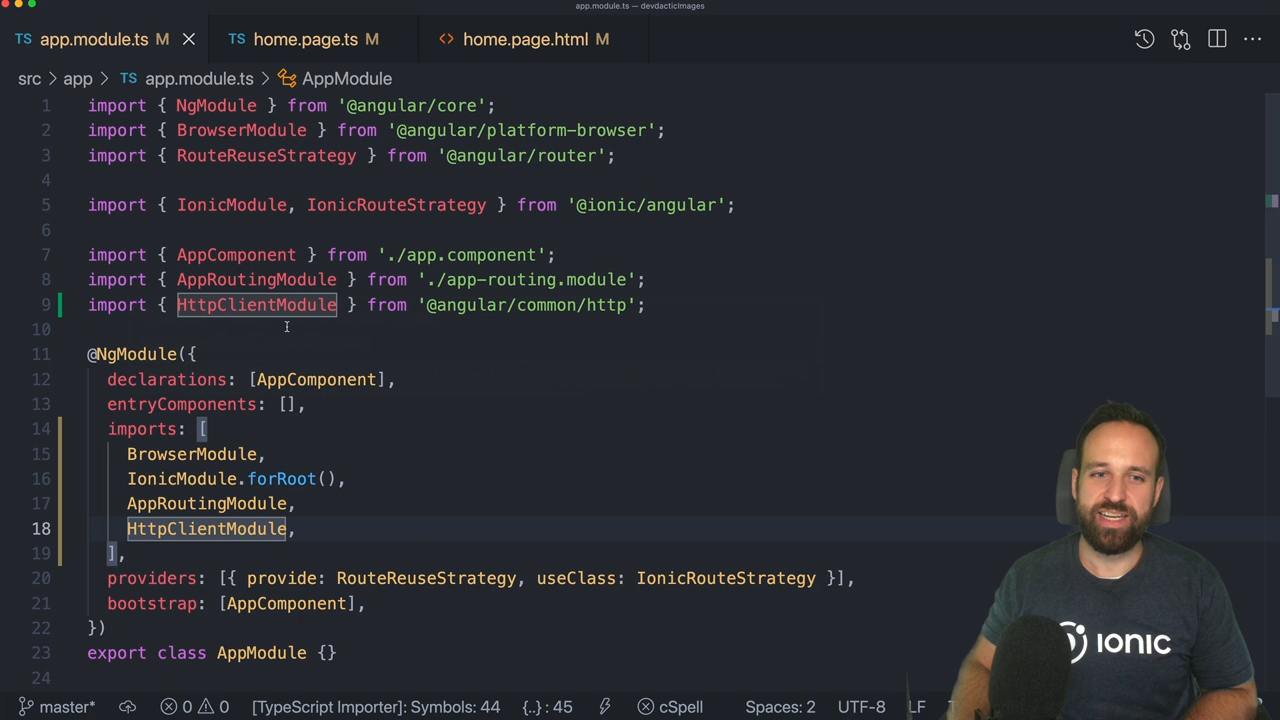 app.module.ts — devdacticImages
TS app.module.ts M
TS home.page.ts M
<> home.page.html M
src > app > TS app.module.ts > AppModule
1 import { NgModule } from '@angular/core';
2 import { BrowserModule } from '@angular/platform-browser';
3 import { RouteReuseStrategy } from '@angular/router';
4
5 import { IonicModule, IonicRouteStrategy } from '@ionic/angular';
6
7 import { AppComponent } from './app.component';
8 import { AppRoutingModule } from './app-routing.module';
9 import { HttpClientModule } from '@angular/common/http';
10
11 @NgModule({
12 declarations: [AppComponent],
13 entryComponents: [],
14 imports: [
15 BrowserModule,
16 IonicModule.forRoot(),
17 AppRoutingModule,
18 HttpClientModule,
19 ],
20 providers: [{ provide: RouteReuseStrategy, useClass: IonicRouteStrategy }],
21 bootstrap: [AppComponent],
22 })
23 export class AppModule {}
24
IONIC
master* 0 0 [TypeScript Importer]: Symbols: 44 {..} : 45 cSpell Spaces: 2 UTF-8 LF